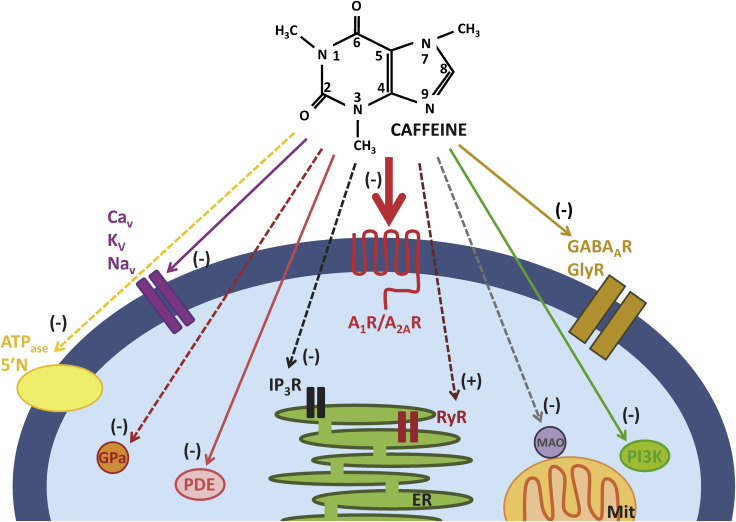 O
H₃C
6
CH₃
N
1
5
N
7
8
2
3
4
9
O
N
N
CH₃
CAFFEINE
(-)
Caᵥ
Kᵥ
Naᵥ
(-)
(-)
GABA_AR
GlyR
A₁R/A₂ₐR
(-)
ATPase
5'N
(-)
IP₃R
(+)
RyR
(-)
(-)
(-)
(-)
GPa
PDE
MAO
PI3K
ER
Mit